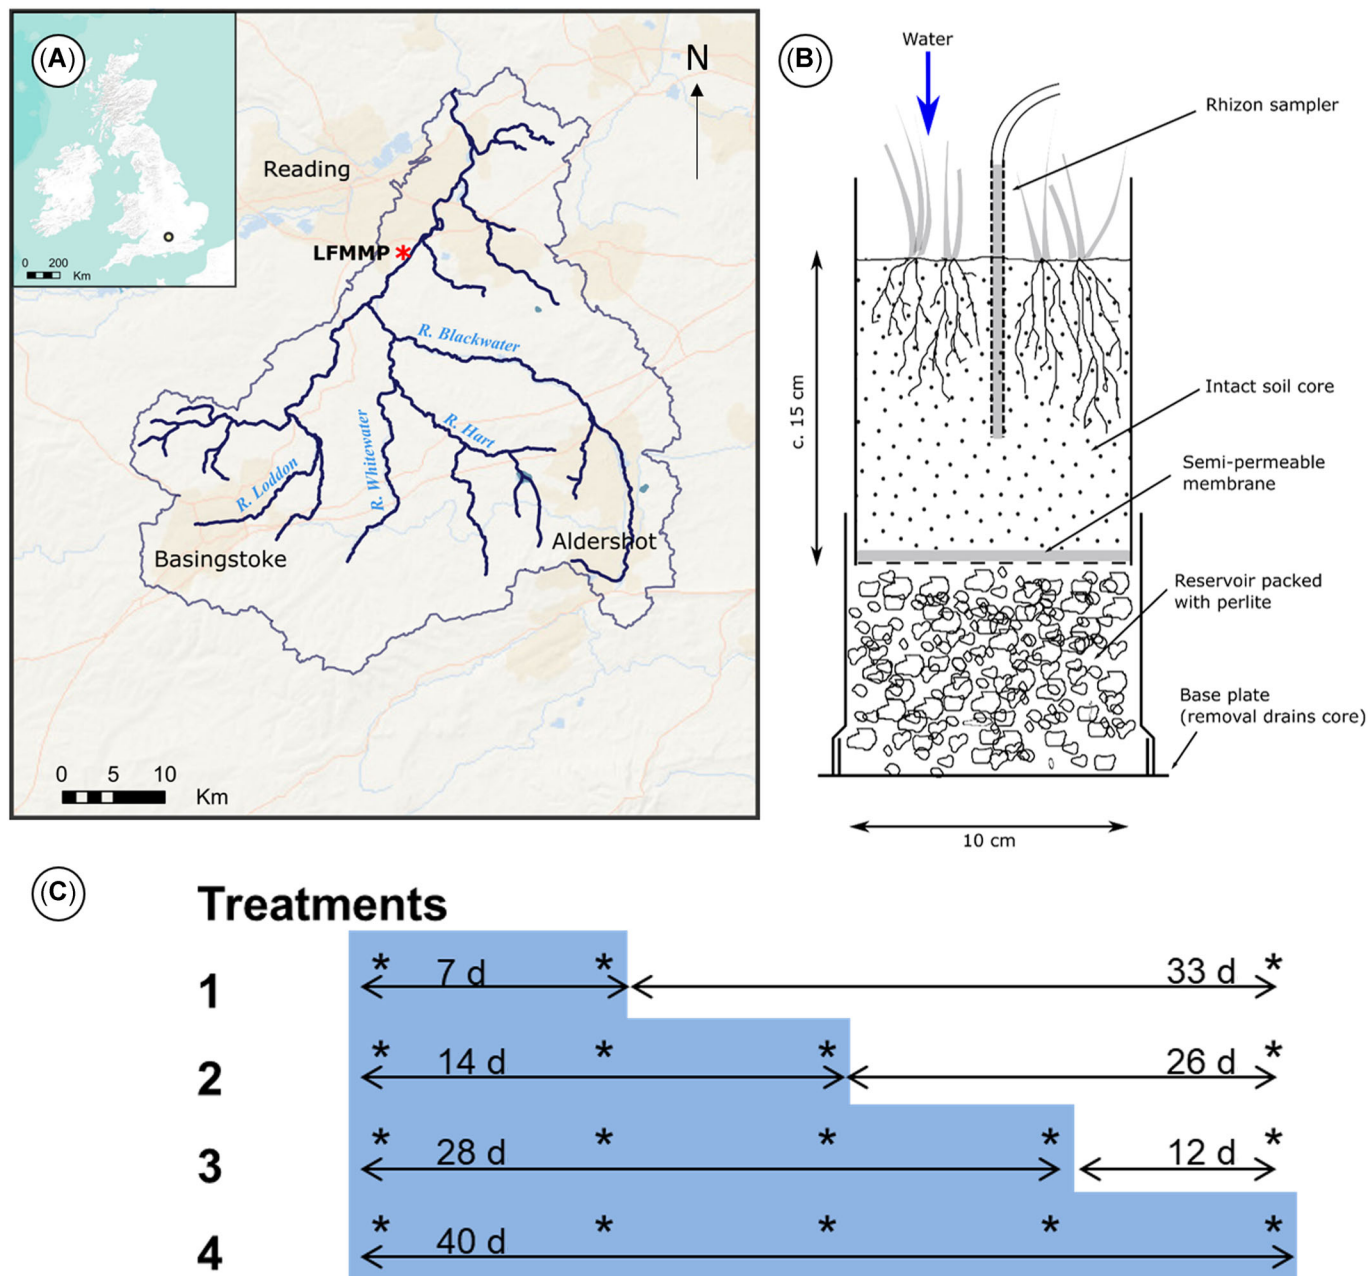 (A)
0 200
Km
N
Reading
LFMMP *
R. Blackwater
R. Hart
R. Whitewater
R. Loddon
Basingstoke
Aldershot
0 5 10
Km
(B)
Water
Rhizon sampler
c. 15 cm
Intact soil core
Semi-permeable
membrane
Reservoir packed
with perlite
Base plate
(removal drains core)
10 cm
(C)
Treatments
1 * 7 d * 33 d *
2 * 14 d * * 26 d *
3 * 28 d * * * 12 d *
4 * 40 d * * * *